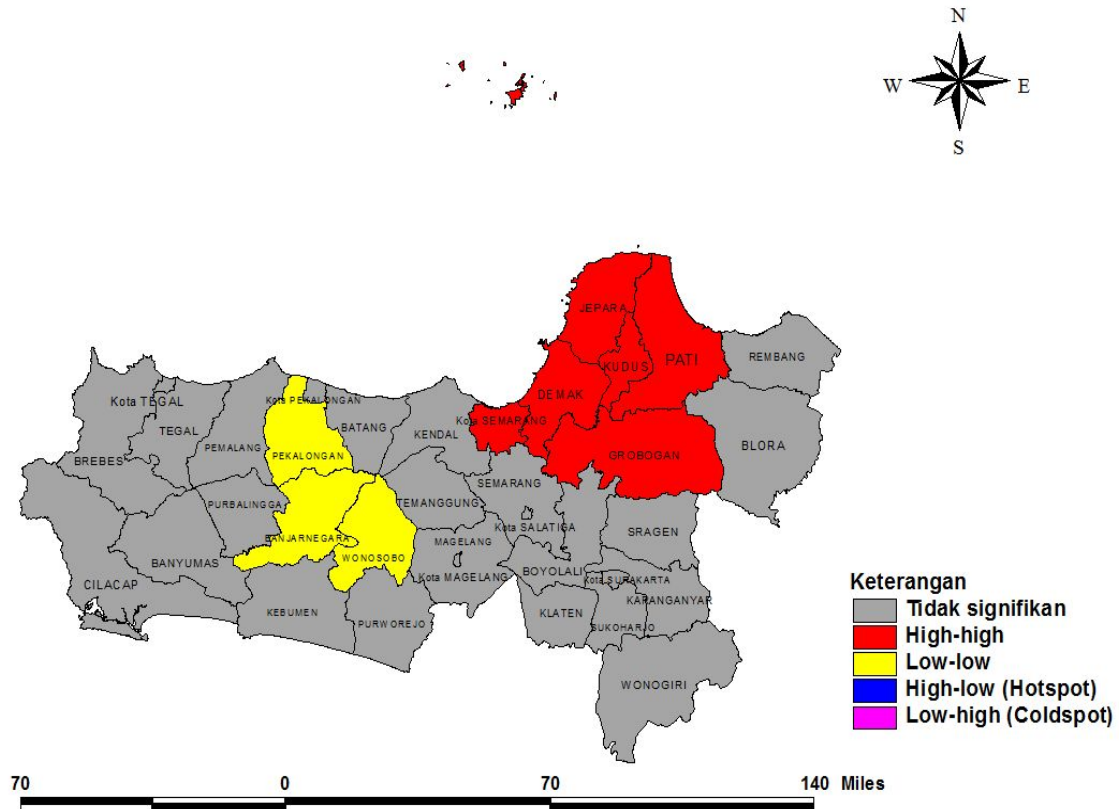 N
W E
S
JEPARA
PATI
KUDUS
REMBANG
DEMAK
Kota TEGAL
Kota PEKALONGAN
Kota SEMARANG
TEGAL
BATANG
KENDAL
BLORA
PEMALANG
GROBOGAN
BREBES
PEKALONGAN
SEMARANG
PURBALINGGA
TEMANGGUNG
Kota SALATIGA
SRAGEN
BANJARNEGARA
MAGELANG
WONOSOBO
BANYUMAS
BOYOLALI
CILACAP
Kota MAGELANG
Kota SURAKARTA
KARANGANYAR
KEBUMEN
KLATEN
PURWOREJO
SUKOHARJO
WONOGIRI
Keterangan
Tidak signifikan
High-high
Low-low
High-low (Hotspot)
Low-high (Coldspot)
70 0 70 140 Miles